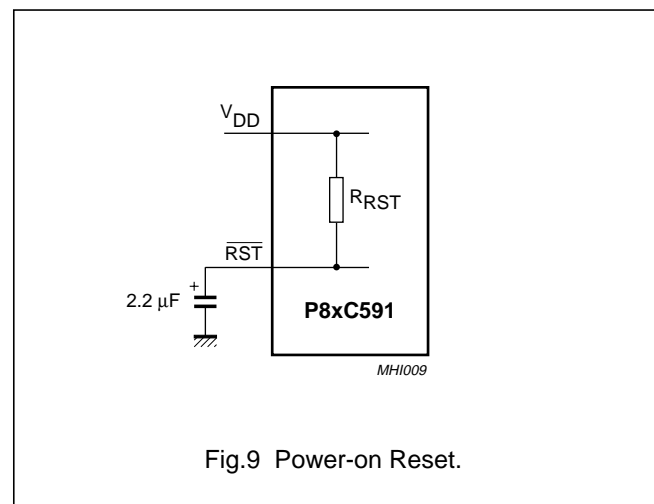 VDD
RRST
RST
+
2.2 μF
P8xC591
MHI009
Fig.9 Power-on Reset.